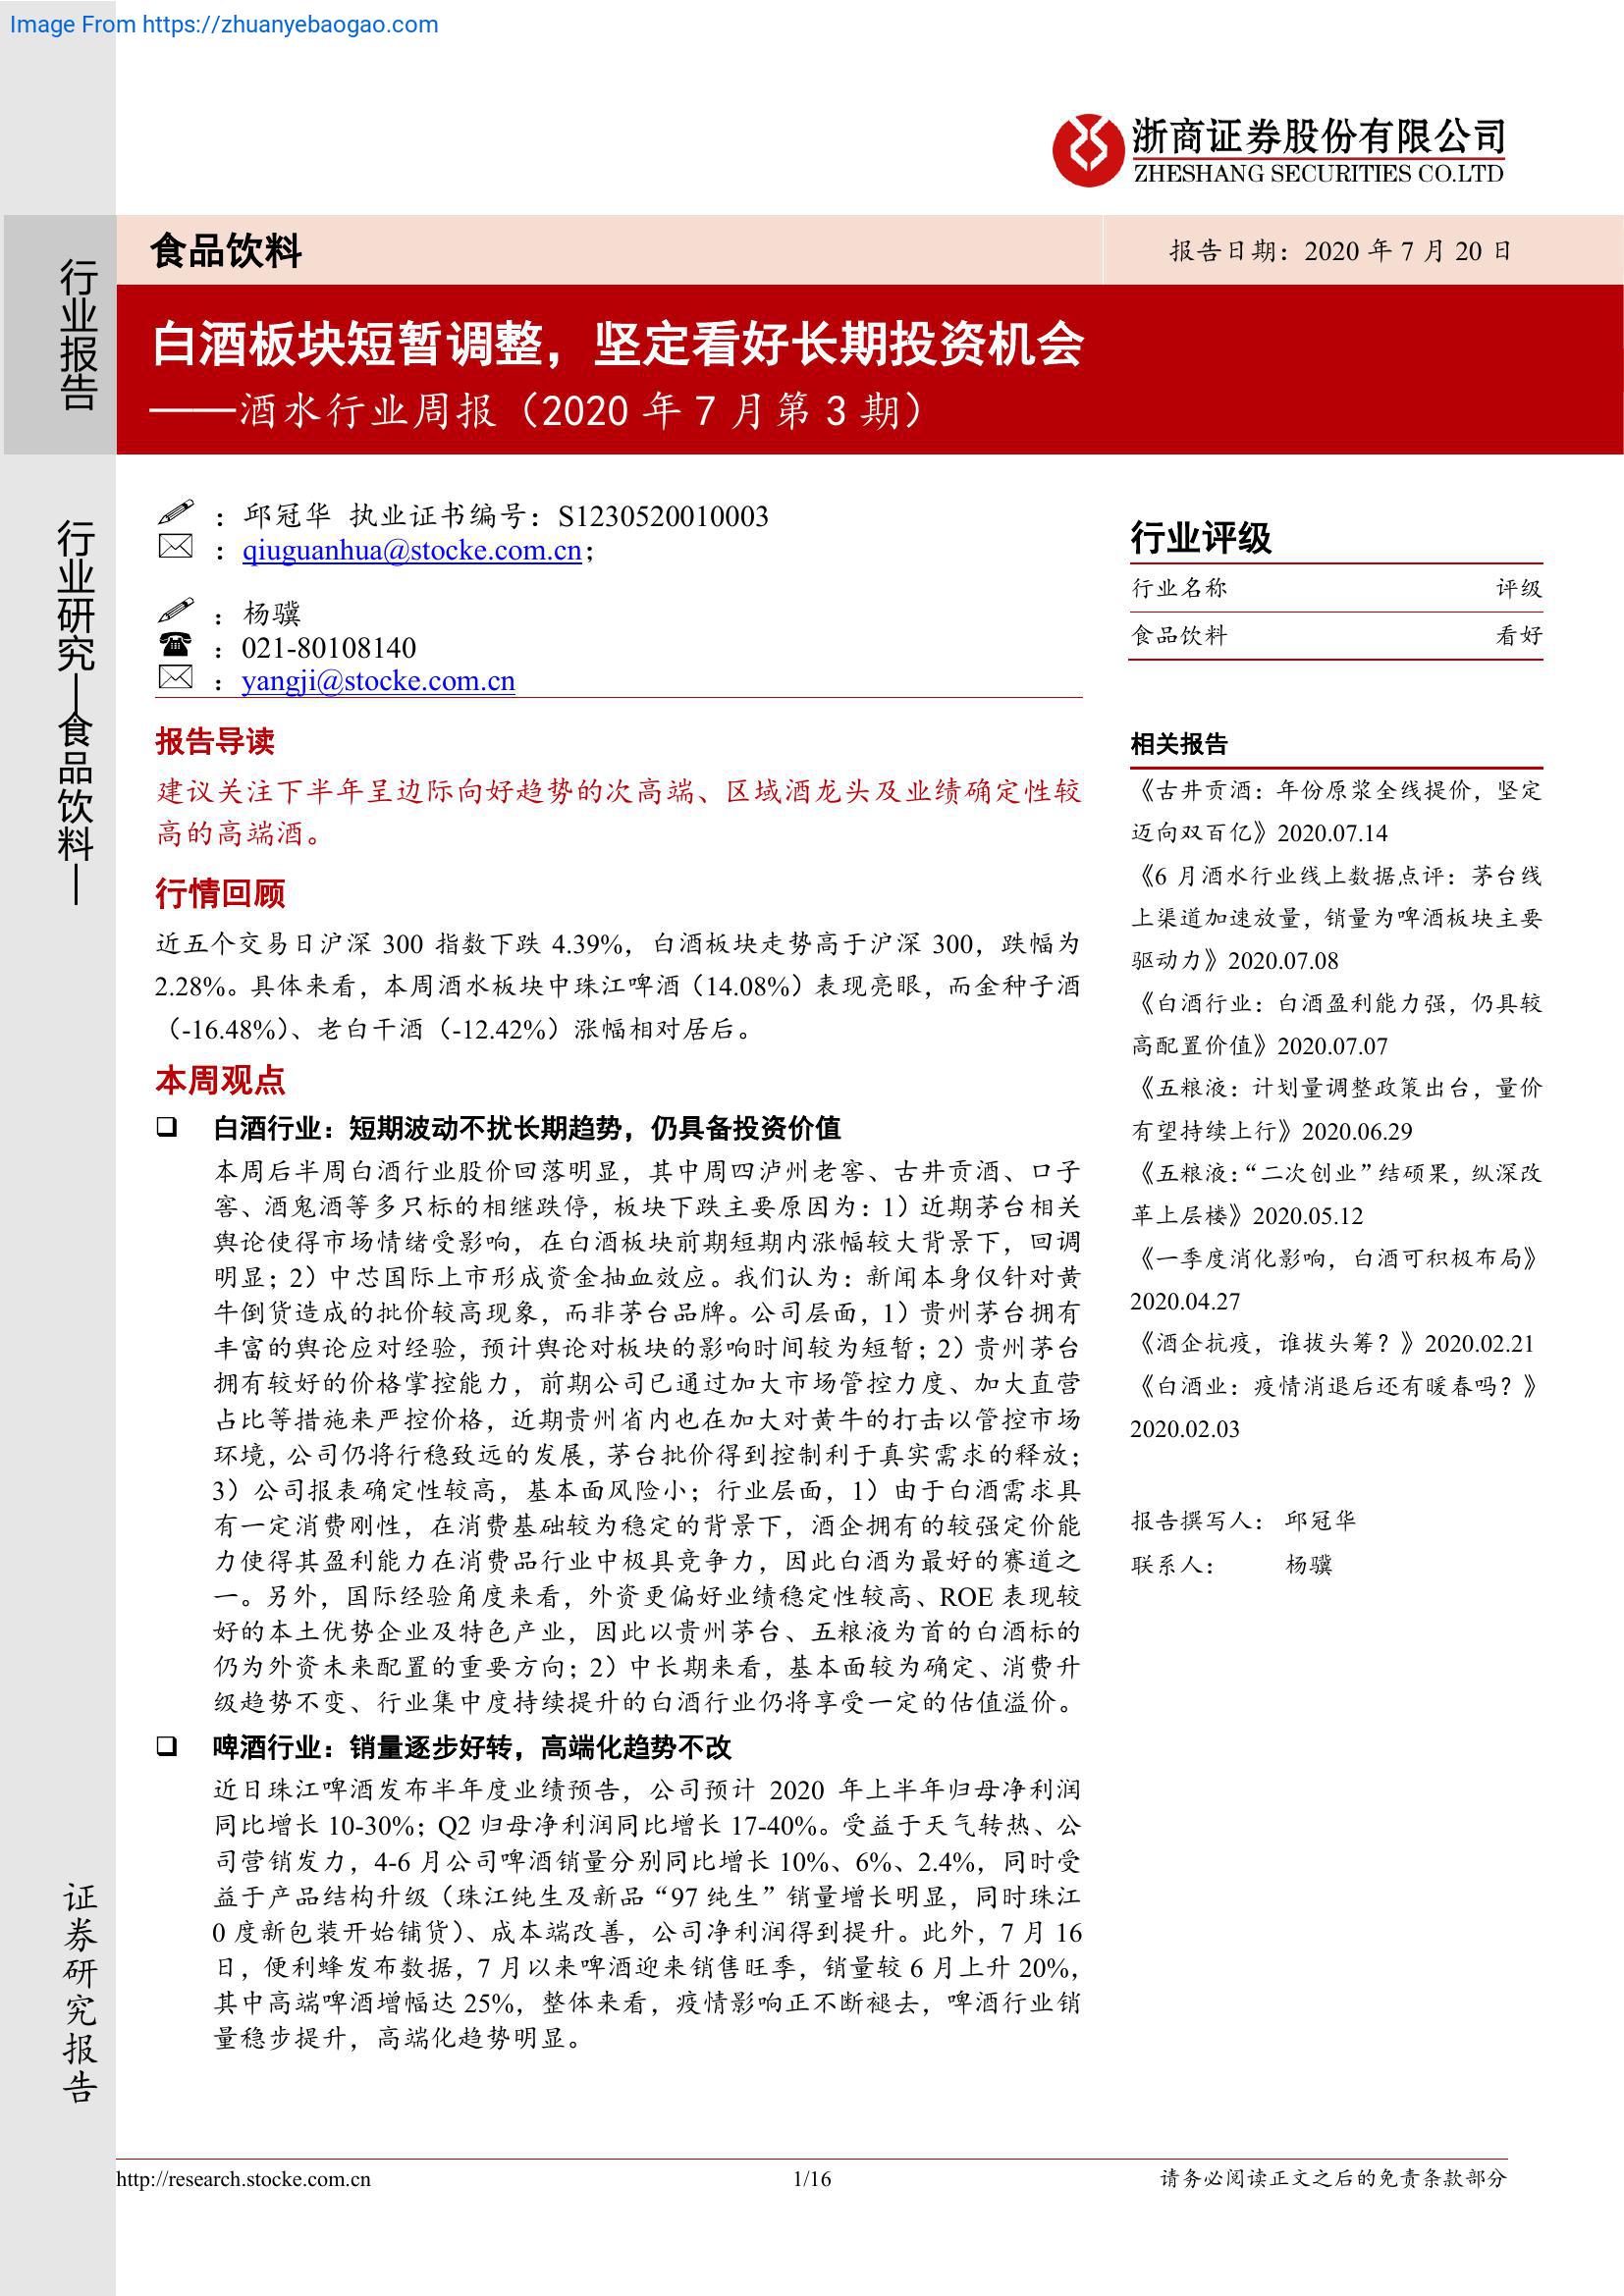 Image From https://zhuanyebaogao.com
浙商证券股份有限公司
ZHESHANG SECURITIES CO.LTD
行业报告
食品饮料
报告日期：2020 年 7 月 20 日
白酒板块短暂调整，坚定看好长期投资机会
——酒水行业周报（2020 年 7 月第 3 期）
行业研究—食品饮料—
：邱冠华 执业证书编号：S1230520010003
：qiuguanhua@stocke.com.cn；
：杨骥
：021-80108140
：yangji@stocke.com.cn
报告导读
建议关注下半年呈边际向好趋势的次高端、区域酒龙头及业绩确定性较
高的高端酒。
行情回顾
近五个交易日沪深 300 指数下跌 4.39%，白酒板块走势高于沪深 300，跌幅为
2.28%。具体来看，本周酒水板块中珠江啤酒（14.08%）表现亮眼，而金种子酒
（-16.48%）、老白干酒（-12.42%）涨幅相对居后。
本周观点
❑ 白酒行业：短期波动不扰长期趋势，仍具备投资价值
本周后半周白酒行业股价回落明显，其中周四泸州老窖、古井贡酒、口子
窖、酒鬼酒等多只标的相继跌停，板块下跌主要原因为：1）近期茅台相关
舆论使得市场情绪受影响，在白酒板块前期短期内涨幅较大背景下，回调
明显；2）中芯国际上市形成资金抽血效应。我们认为：新闻本身仅针对黄
牛倒货造成的批价较高现象，而非茅台品牌。公司层面，1）贵州茅台拥有
丰富的舆论应对经验，预计舆论对板块的影响时间较为短暂；2）贵州茅台
拥有较好的价格掌控能力，前期公司已通过加大市场管控力度、加大直营
占比等措施来严控价格，近期贵州省内也在加大对黄牛的打击以管控市场
环境，公司仍将行稳致远的发展，茅台批价得到控制利于真实需求的释放；
3）公司报表确定性较高，基本面风险小；行业层面，1）由于白酒需求具
有一定消费刚性，在消费基础较为稳定的背景下，酒企拥有的较强定价能
力使得其盈利能力在消费品行业中极具竞争力，因此白酒为最好的赛道之
一。另外，国际经验角度来看，外资更偏好业绩稳定性较高、ROE 表现较
好的本土优势企业及特色产业，因此以贵州茅台、五粮液为首的白酒标的
仍为外资未来配置的重要方向；2）中长期来看，基本面较为确定、消费升
级趋势不变、行业集中度持续提升的白酒行业仍将享受一定的估值溢价。
❑ 啤酒行业：销量逐步好转，高端化趋势不改
近日珠江啤酒发布半年度业绩预告，公司预计 2020 年上半年归母净利润
同比增长 10-30%；Q2 归母净利润同比增长 17-40%。受益于天气转热、公
司营销发力，4-6 月公司啤酒销量分别同比增长 10%、6%、2.4%，同时受
益于产品结构升级（珠江纯生及新品“97 纯生”销量增长明显，同时珠江
0 度新包装开始铺货）、成本端改善，公司净利润得到提升。此外，7 月 16
日，便利蜂发布数据，7 月以来啤酒迎来销售旺季，销量较 6 月上升 20%，
其中高端啤酒增幅达 25%，整体来看，疫情影响正不断褪去，啤酒行业销
量稳步提升，高端化趋势明显。
行业评级
行业名称 评级
食品饮料 看好
相关报告
《古井贡酒：年份原浆全线提价，坚定
迈向双百亿》2020.07.14
《6 月酒水行业线上数据点评：茅台线
上渠道加速放量，销量为啤酒板块主要
驱动力》2020.07.08
《白酒行业：白酒盈利能力强，仍具较
高配置价值》2020.07.07
《五粮液：计划量调整政策出台，量价
有望持续上行》2020.06.29
《五粮液：“二次创业”结硕果，纵深改
革上层楼》2020.05.12
《一季度消化影响，白酒可积极布局》
2020.04.27
《酒企抗疫，谁拔头筹？》2020.02.21
《白酒业：疫情消退后还有暖春吗？》
2020.02.03
报告撰写人： 邱冠华
联系人： 杨骥
证券研究报告
http://research.stocke.com.cn
1/16
请务必阅读正文之后的免责条款部分